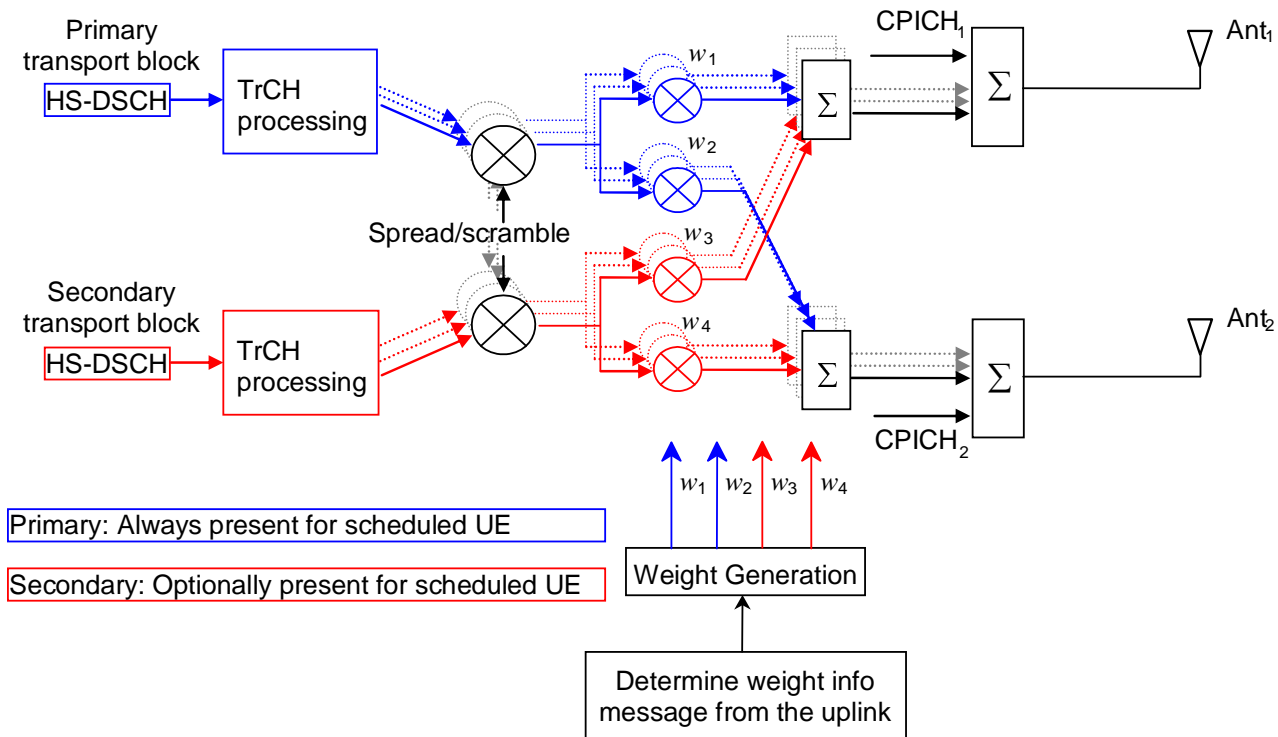 Primary
transport block
HS-DSCH
TrCH
processing
w1
w2
Σ
CPICH1
Σ
Ant1
Spread/scramble
Secondary
transport block
HS-DSCH
TrCH
processing
w3
w4
Σ
CPICH2
Σ
Ant2
w1 w2 w3 w4
Primary: Always present for scheduled UE
Secondary: Optionally present for scheduled UE
Weight Generation
Determine weight info
message from the uplink